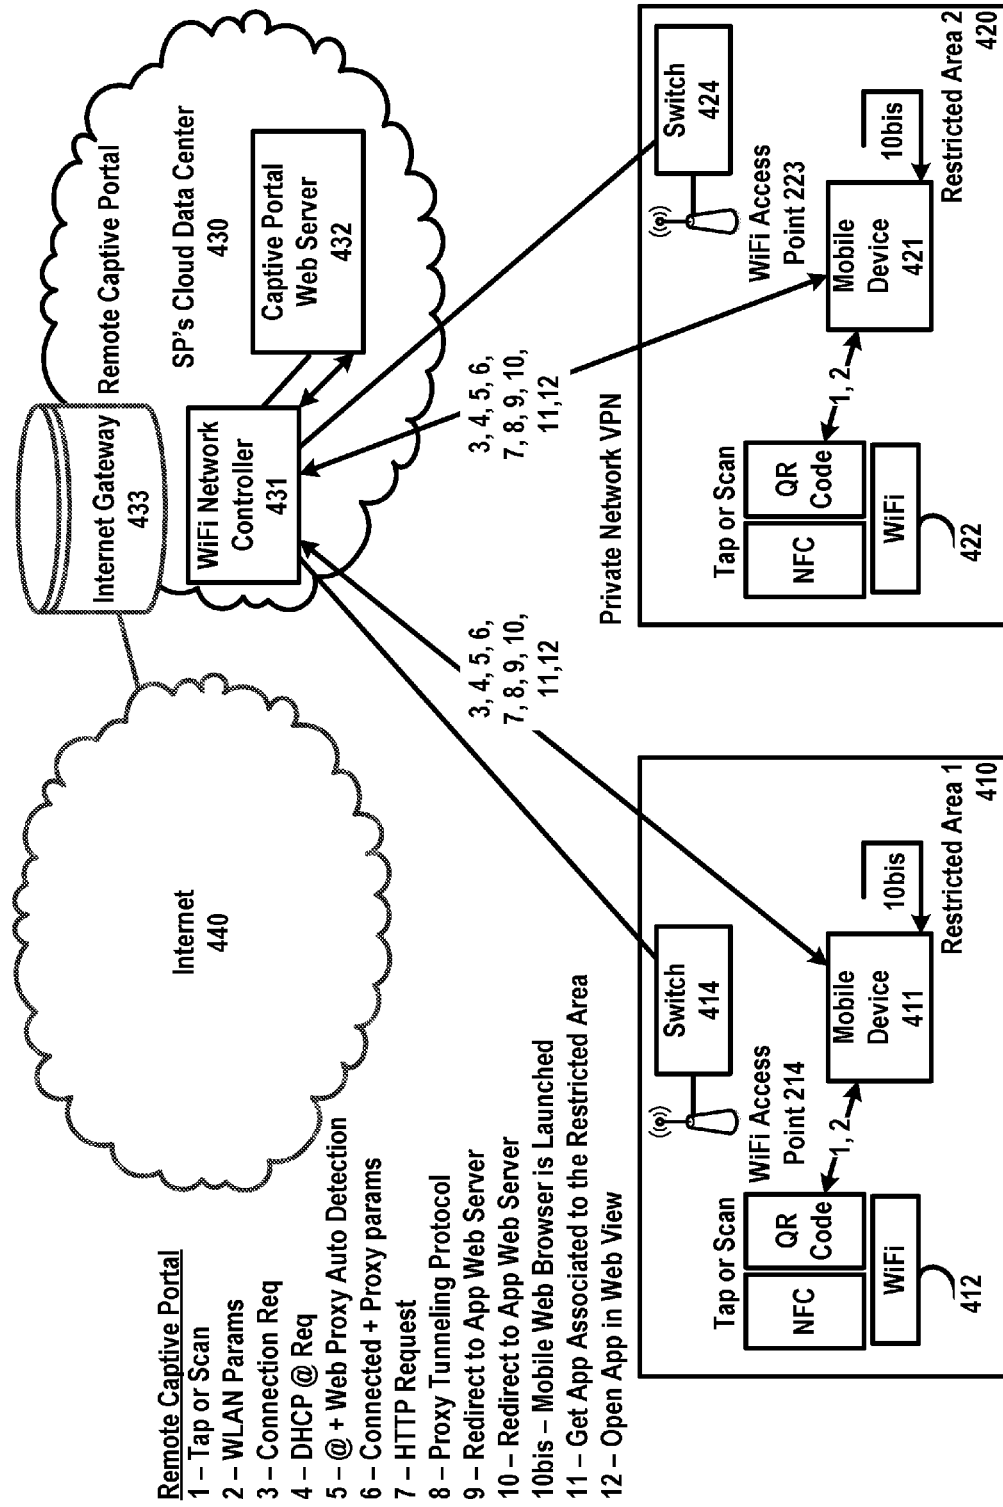 Remote Captive Portal
1 – Tap or Scan
2 – WLAN Params
3 – Connection Req
4 – DHCP @ Req
5 – @ + Web Proxy Auto Detection
6 – Connected + Proxy params
7 – HTTP Request
8 – Proxy Tunneling Protocol
9 – Redirect to App Web Server
10 – Redirect to App Web Server
10bis – Mobile Web Browser is Launched
11 – Get App Associated to the Restricted Area
12 – Open App in Web View
Internet
440
Internet Gateway
433
Remote Captive Portal
SP's Cloud Data Center
430
WiFi Network
Controller
431
Captive Portal
Web Server
432
3, 4, 5, 6,
7, 8, 9, 10,
11,12
3, 4, 5, 6,
7, 8, 9, 10,
11,12
Private Network VPN
Switch
414
WiFi Access
Point 214
Tap or Scan
NFC
QR
Code
WiFi
412
1, 2
Mobile
Device
411
10bis
Restricted Area 1
410
Switch
424
WiFi Access
Point 223
Tap or Scan
NFC
QR
Code
WiFi
422
1, 2
Mobile
Device
421
10bis
Restricted Area 2
420